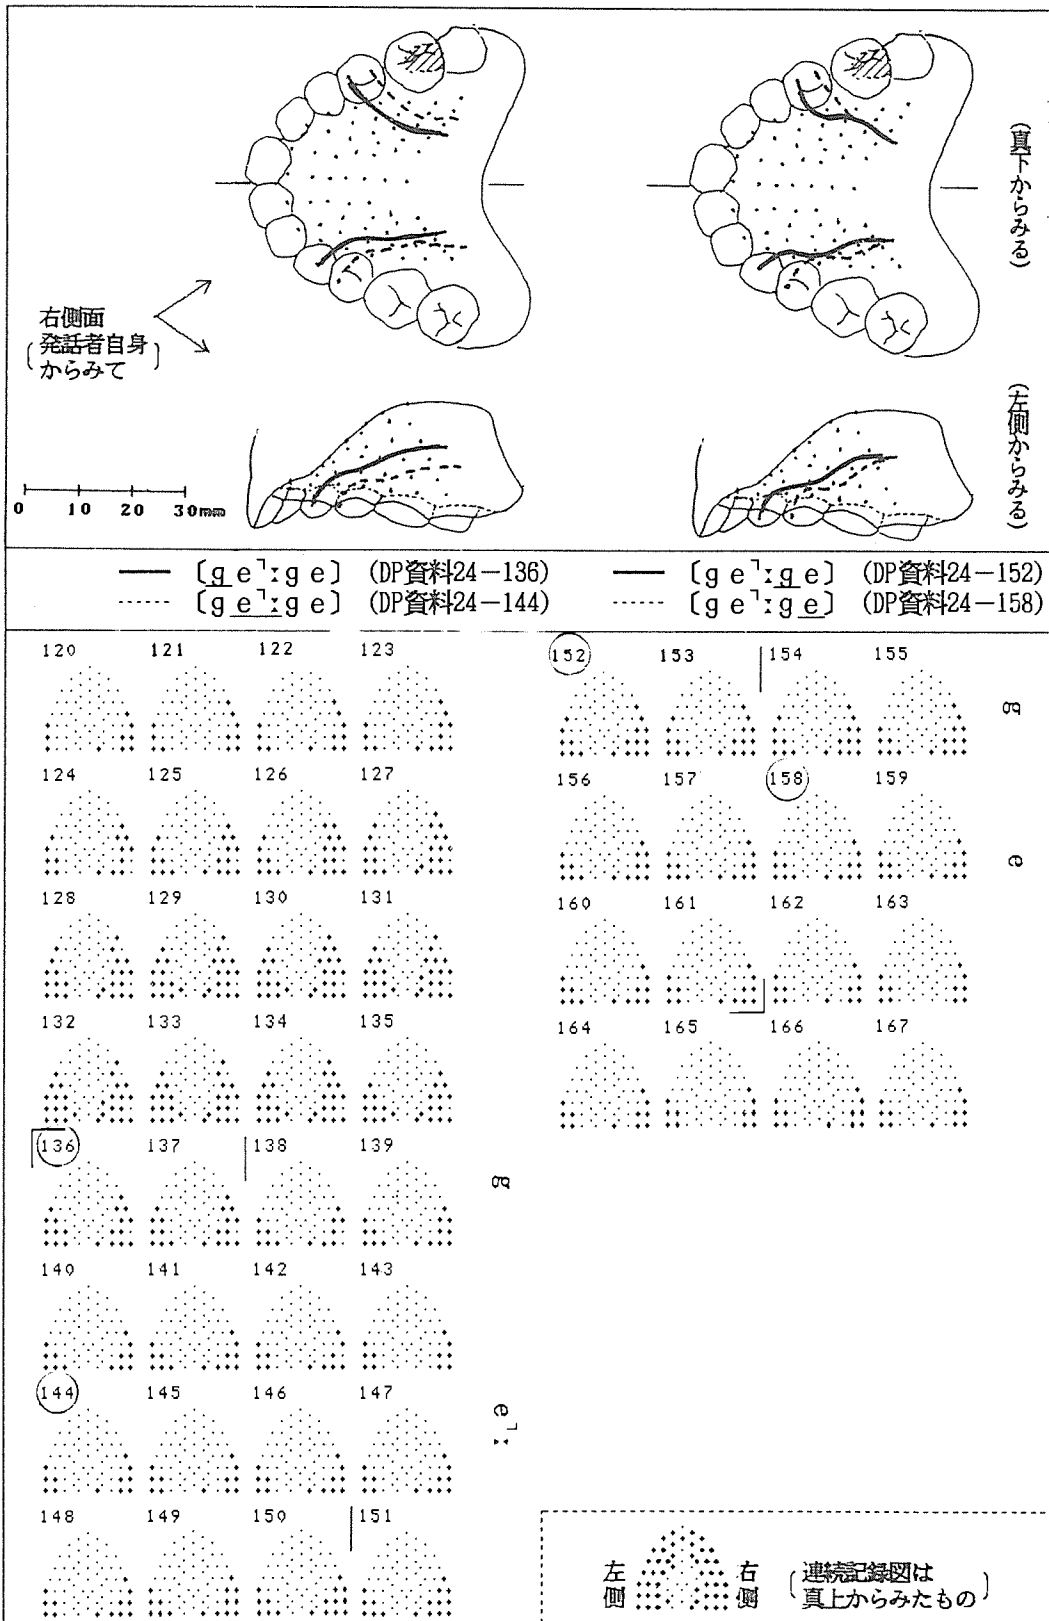 (真下からみる)
右側面
(発話者自身)
からみて
(左側からみる)
0 10 20 30mm
—— [ge˺ːge] (DP資料24-136)
------ [ge˺ːge] (DP資料24-144)
—— [ge˺ːge] (DP資料24-152)
------ [ge˺ːge] (DP資料24-158)
120 121 122 123
124 125 126 127
128 129 130 131
132 133 134 135
136 137 138 139 g
140 141 142 143
144 145 146 147 e˺ː
148 149 150 151
152 153 154 155 g
156 157 158 159 e
160 161 162 163
164 165 166 167
左側 右側
(連続記録図は
真上からみたもの)